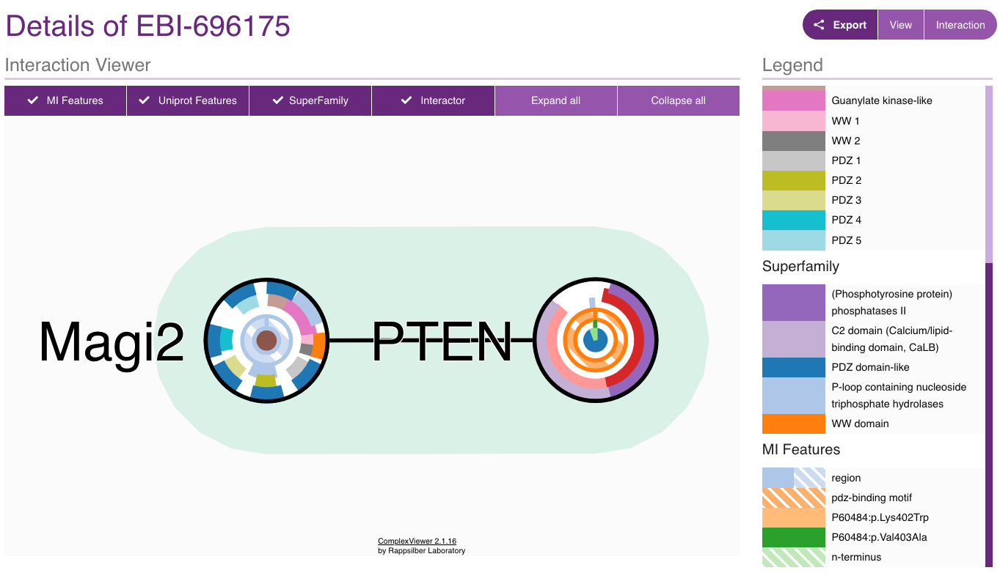 Details of EBI-696175
Export
View
Interaction
Interaction Viewer
Legend
MI Features
Uniprot Features
SuperFamily
Interactor
Expand all
Collapse all
Magi2
PTEN
ComplexViewer 2.1.16
by Rappsilber Laboratory
Guanylate kinase-like
WW 1
WW 2
PDZ 1
PDZ 2
PDZ 3
PDZ 4
PDZ 5
Superfamily
(Phosphotyrosine protein)
phosphatases II
C2 domain (Calcium/lipid-
binding domain, CaLB)
PDZ domain-like
P-loop containing nucleoside
triphosphate hydrolases
WW domain
MI Features
region
pdz-binding motif
P60484:p.Lys402Trp
P60484:p.Val403Ala
n-terminus